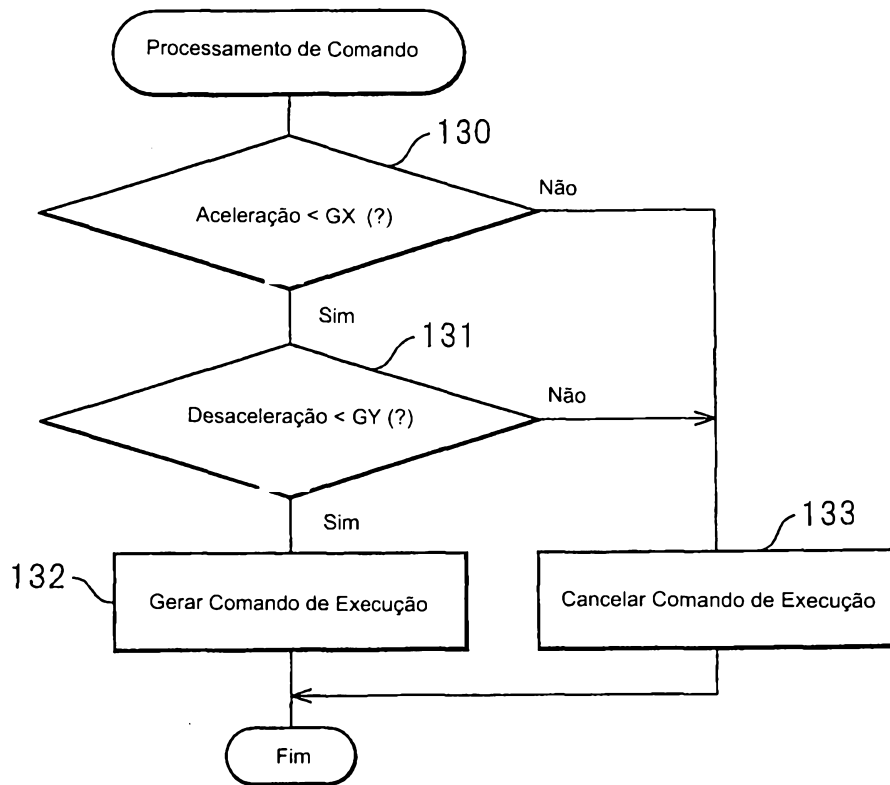 Processamento de Comando
130
Não
Aceleração < GX (?)
Sim
131
Não
Desaceleração < GY (?)
Sim
133
132
Gerar Comando de Execução
Cancelar Comando de Execução
Fim